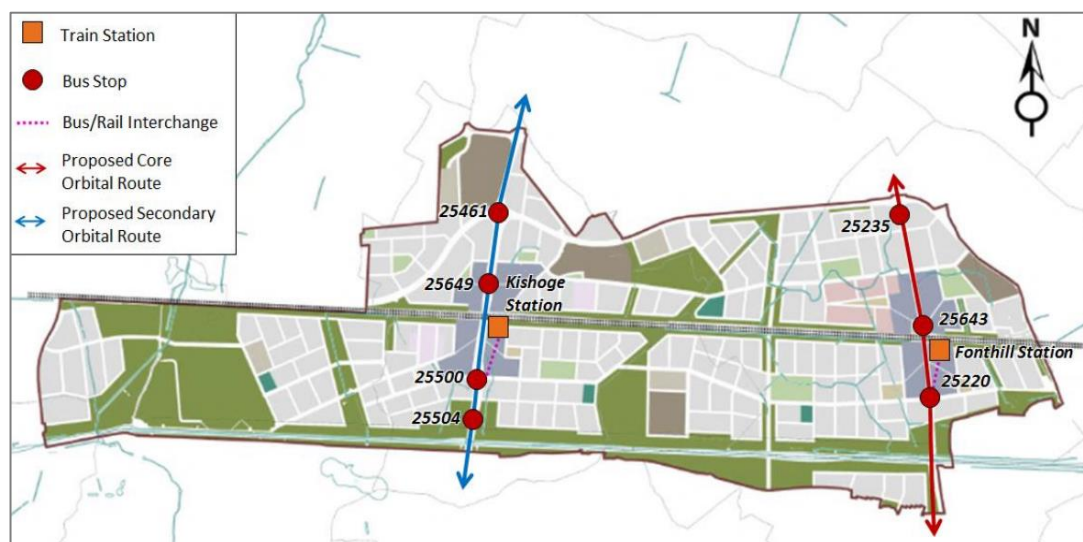 Train Station
Bus Stop
Bus/Rail Interchange
Proposed Core
Orbital Route
Proposed Secondary
Orbital Route
N
25461
25235
25649
Kishoge
Station
25643
Fonthill Station
25500
25220
25504